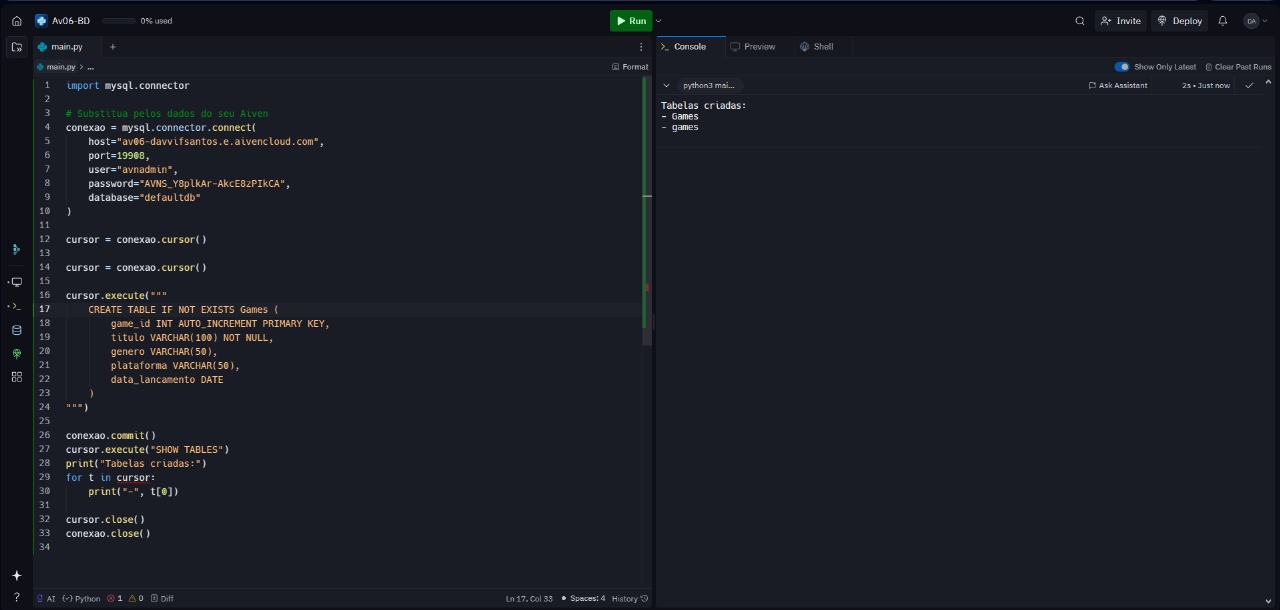 Av06-BD 0% used Run Invite Deploy DA
main.py
Console Preview Shell
main.py > ... Format Show Only Latest Clear Past Runs
python3 mai... Ask Assistant 2s • Just now
1 import mysql.connector
2
3 # Substitua pelos dados do seu Aiven
4 conexao = mysql.connector.connect(
5     host="av06-davvifsantos.e.aivencloud.com",
6     port=19908,
7     user="avnadmin",
8     password="AVNS_Y8plkAr-AkcE8zPIkCA",
9     database="defaultdb"
10 )
11
12 cursor = conexao.cursor()
13
14 cursor = conexao.cursor()
15
16 cursor.execute("""
17     CREATE TABLE IF NOT EXISTS Games (
18         game_id INT AUTO_INCREMENT PRIMARY KEY,
19         titulo VARCHAR(100) NOT NULL,
20         genero VARCHAR(50),
21         plataforma VARCHAR(50),
22         data_lancamento DATE
23     )
24 """)
25
26 conexao.commit()
27 cursor.execute("SHOW TABLES")
28 print("Tabelas criadas:")
29 for t in cursor:
30     print("-", t[0])
31
32 cursor.close()
33 conexao.close()
34
Tabelas criadas:
- Games
- games
AI Python 1 0 Diff Ln 17, Col 33 • Spaces: 4 History